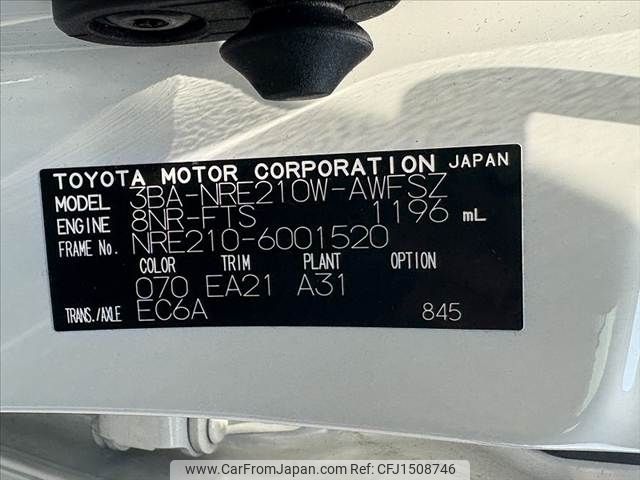 TOYOTA MOTOR CORPORATION JAPAN
MODEL 3BA-NRE210W-AWFSZ
ENGINE 8NR-FTS 1196 mL
FRAME No. NRE210-6001520
COLOR TRIM PLANT OPTION
070 EA21 A31
TRANS./AXLE EC6A 845
www.CarFromJapan.com | © CarFromJapan - CFJ1508746